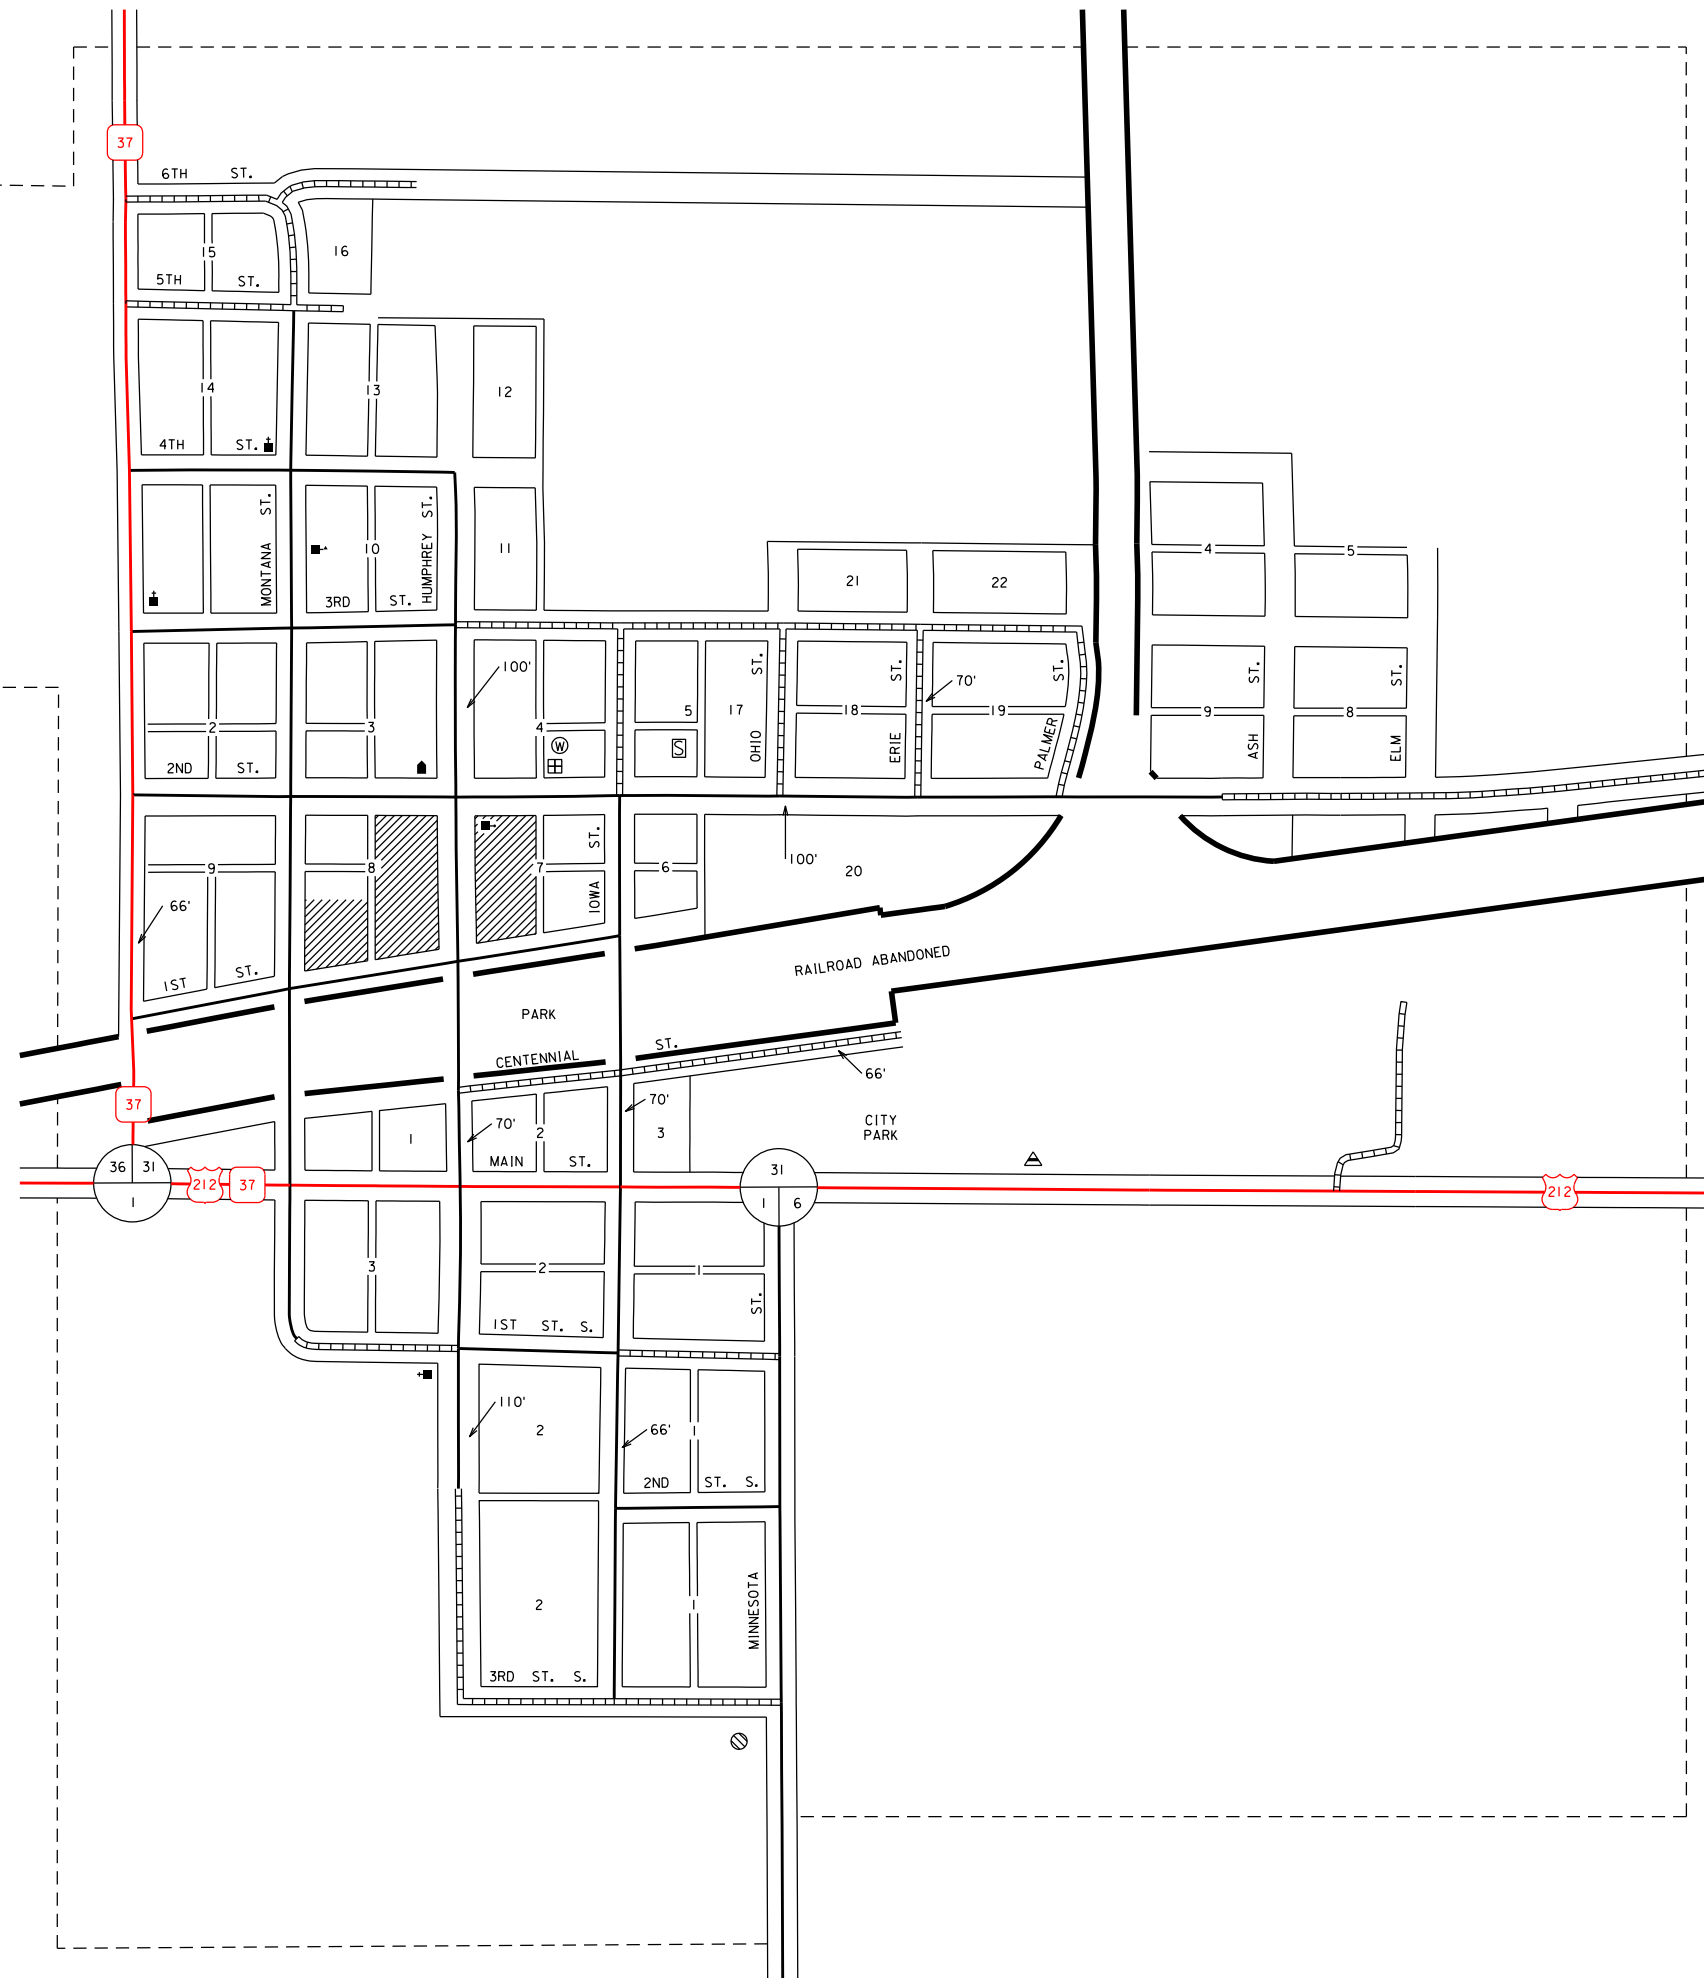 37
6TH ST.
15
16
5TH ST.
14
13
12
4TH ST.
MONTANA ST.
10
HUMPHREY ST.
11
3RD ST.
4
5
21
22
100'
2
3
4
5
17
OHIO ST.
18
ERIE ST.
70'
19
PALMER ST.
9
ASH ST.
8
ELM ST.
W
S
2ND ST.
9
8
7
IOWA ST.
6
100'
20
66'
1ST ST.
RAILROAD ABANDONED
PARK
CENTENNIAL ST.
66'
37
1
70'
2
70'
3
CITY
PARK
MAIN ST.
36 31
1
212
37
31
1 6
212
3
2
1
1ST ST. S.
ST.
110'
2
66'
1
2ND ST. S.
2
1
MINNESOTA
3RD ST. S.